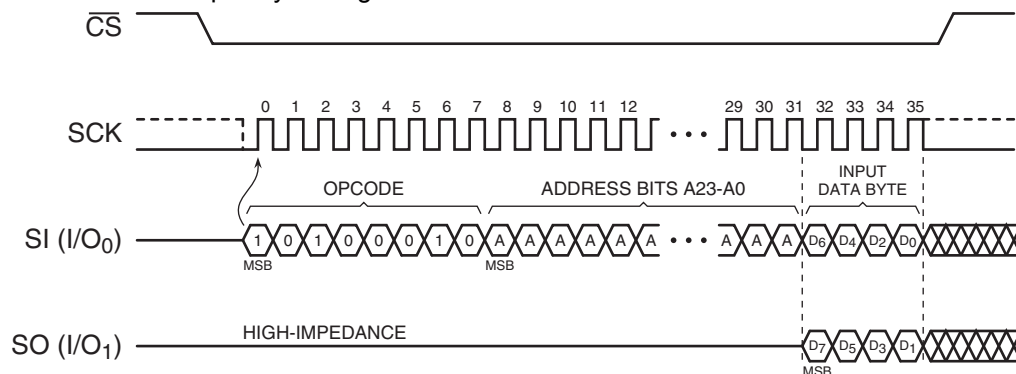 CS
0 1 2 3 4 5 6 7 8 9 10 11 12 29 30 31 32 33 34 35
SCK
• • •
OPCODE ADDRESS BITS A23-A0 INPUT DATA BYTE
SI (I/O0) 1 0 1 0 0 0 1 0 A A A A A A • • • A A A D6 D4 D2 D0
MSB MSB
HIGH-IMPEDANCE
SO (I/O1) D7 D5 D3 D1
MSB